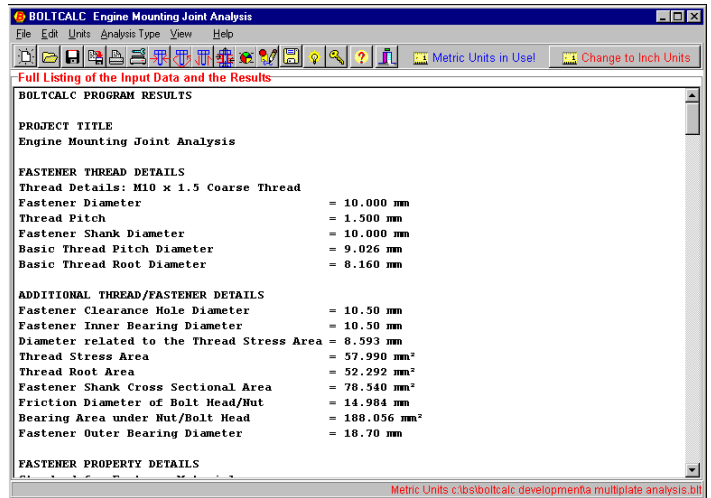 BOLTCALC Engine Mounting Joint Analysis
File Edit Units Analysis Type View Help
Metric Units in Use! Change to Inch Units
Full Listing of the Input Data and the Results
BOLTCALC PROGRAM RESULTS
PROJECT TITLE
Engine Mounting Joint Analysis
FASTENER THREAD DETAILS
Thread Details: M10 x 1.5 Coarse Thread
Fastener Diameter = 10.000 mm
Thread Pitch = 1.500 mm
Fastener Shank Diameter = 10.000 mm
Basic Thread Pitch Diameter = 9.026 mm
Basic Thread Root Diameter = 8.160 mm
ADDITIONAL THREAD/FASTENER DETAILS
Fastener Clearance Hole Diameter = 10.50 mm
Fastener Inner Bearing Diameter = 10.50 mm
Diameter related to the Thread Stress Area = 8.593 mm
Thread Stress Area = 57.990 mm²
Thread Root Area = 52.292 mm²
Fastener Shank Cross Sectional Area = 78.540 mm²
Friction Diameter of Bolt Head/Nut = 14.984 mm
Bearing Area under Nut/Bolt Head = 188.056 mm²
Fastener Outer Bearing Diameter = 18.70 mm
FASTENER PROPERTY DETAILS
Metric Units c:\bs\boltcalc development\a multiplate analysis.blt